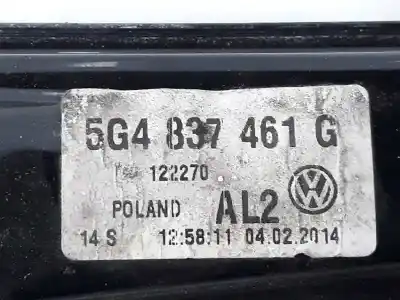 5G4 837 461 G
122270
POLAND AL2
14 S 12:58:11 04.02.2014